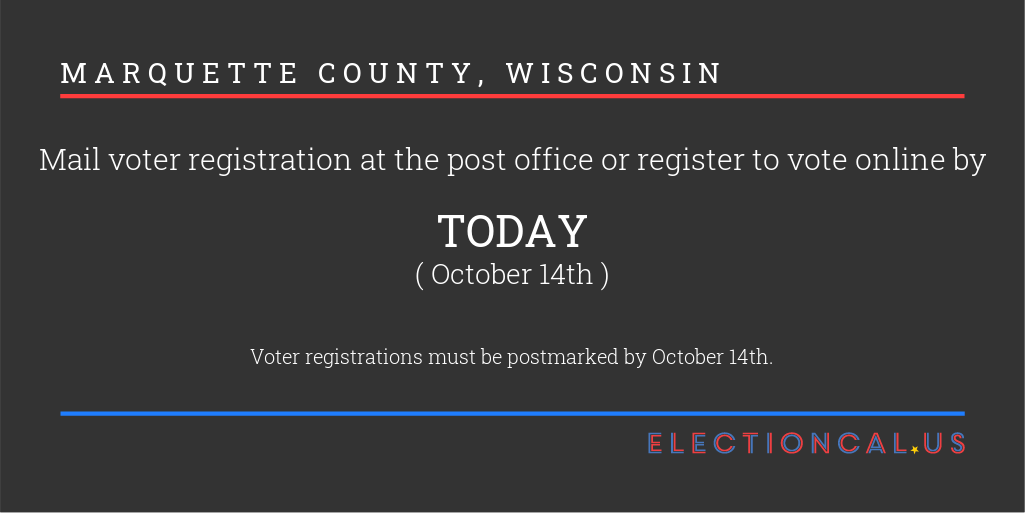 MARQUETTE COUNTY, WISCONSIN
Mail voter registration at the post office or register to vote online by
TODAY
( October 14th )
Voter registrations must be postmarked by October 14th.
ELECTIONCAL.US